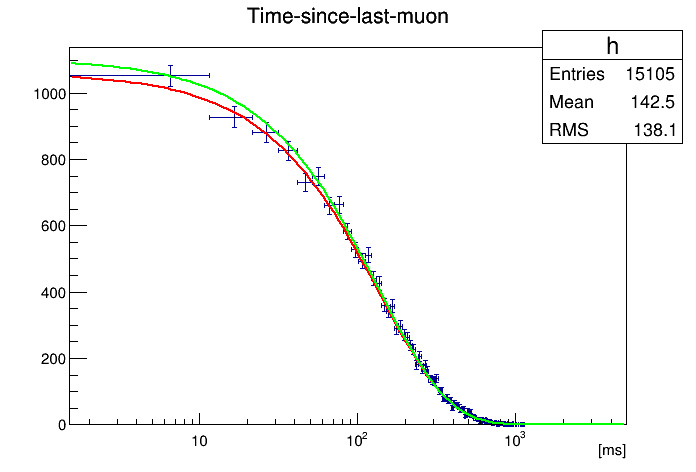 Time-since-last-muon
h
Entries 15105
Mean 142.5
RMS 138.1
1000
800
600
400
200
0
10 10² 10³
[ms]